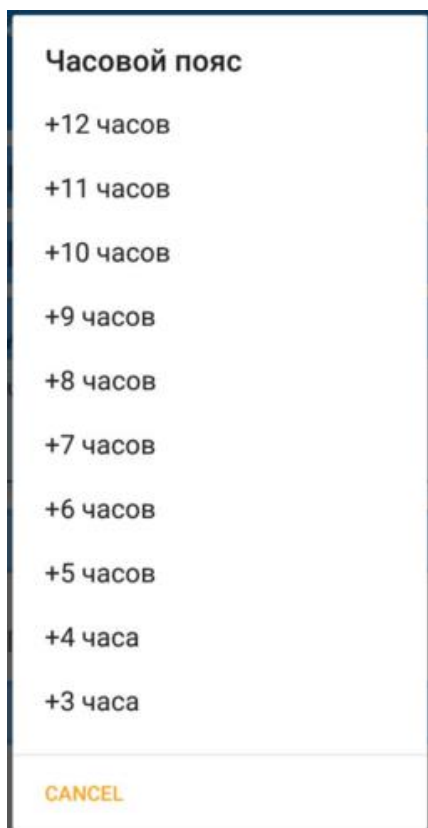 Часовой пояс
+12 часов
+11 часов
+10 часов
+9 часов
+8 часов
+7 часов
+6 часов
+5 часов
+4 часа
+3 часа
CANCEL